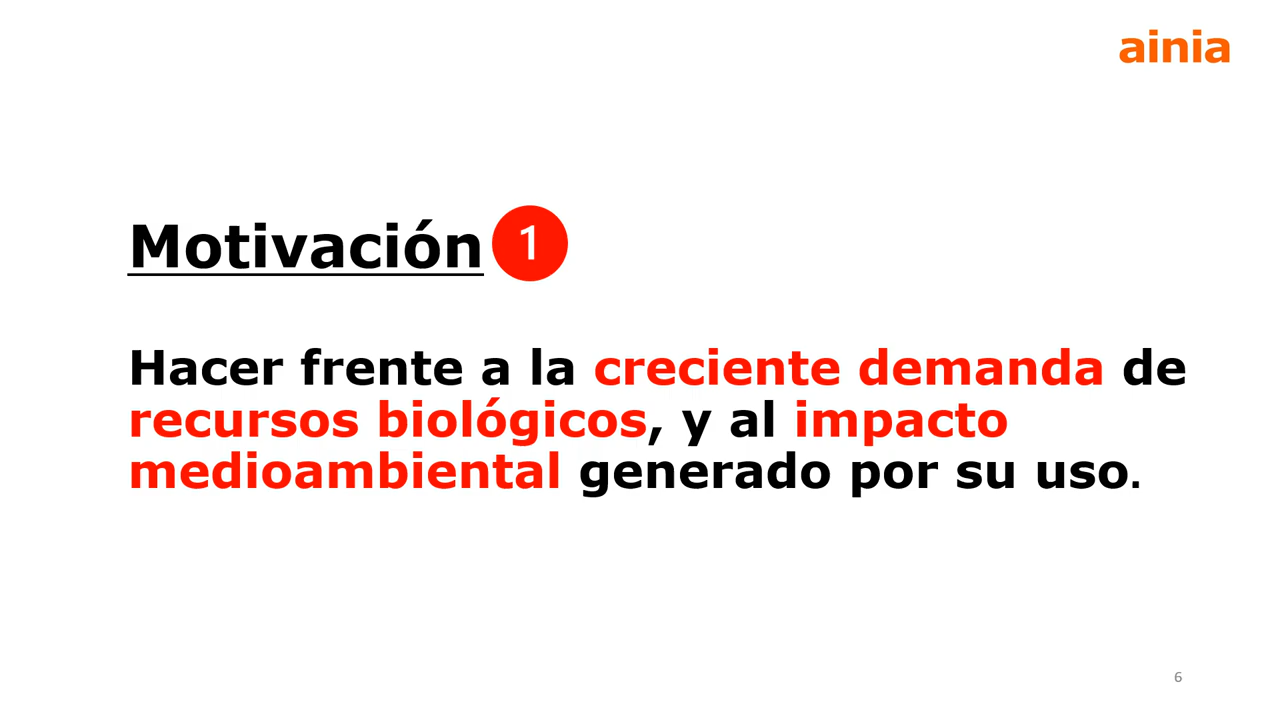 ainia
Motivación 1
Hacer frente a la creciente demanda de
recursos biológicos, y al impacto
medioambiental generado por su uso.
6